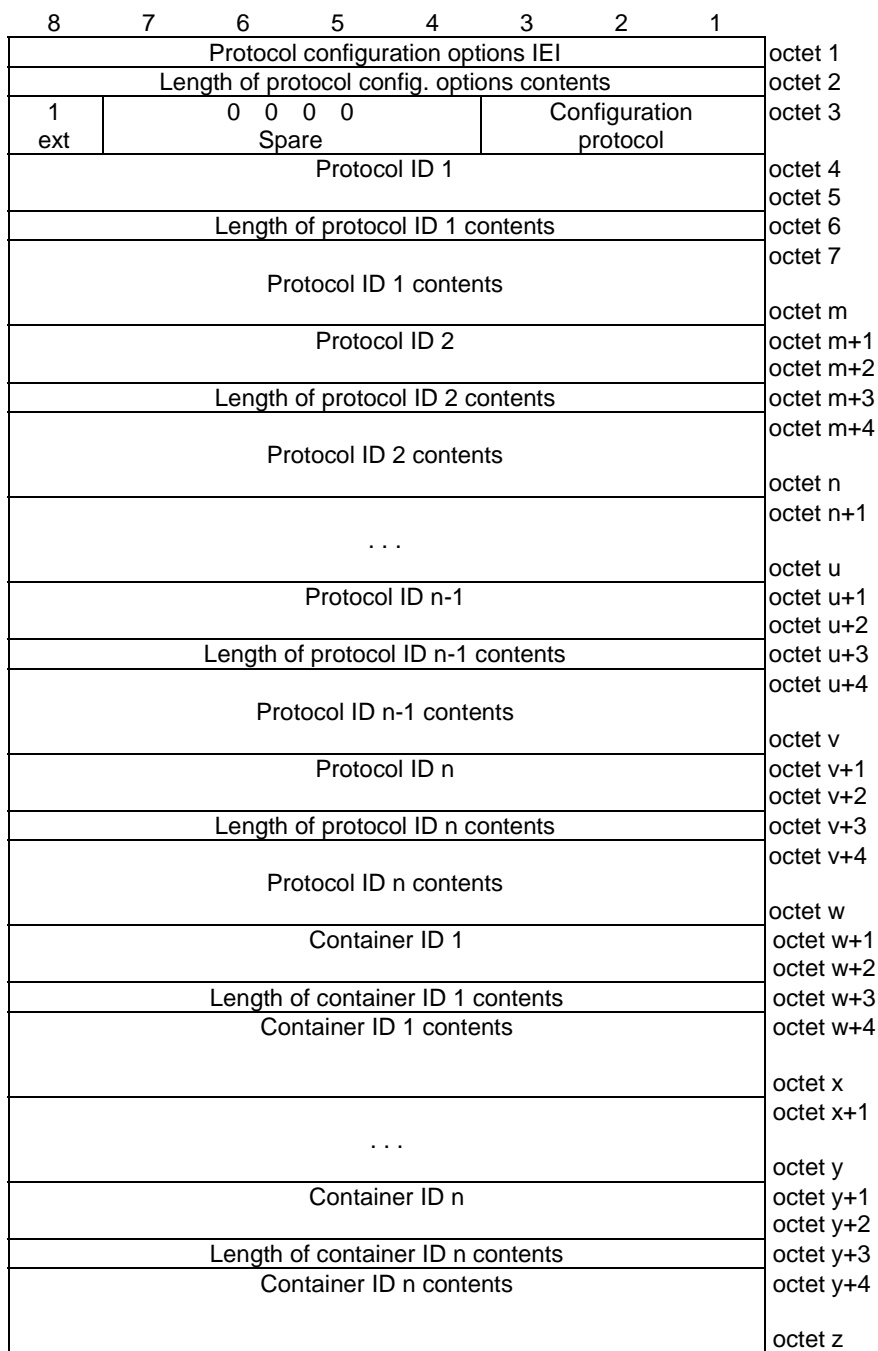 8 7 6 5 4 3 2 1
Protocol configuration options IEI octet 1
Length of protocol config. options contents octet 2
1 0 0 0 0 Configuration octet 3
ext Spare protocol
Protocol ID 1 octet 4
octet 5
Length of protocol ID 1 contents octet 6
octet 7
Protocol ID 1 contents
octet m
Protocol ID 2 octet m+1
octet m+2
Length of protocol ID 2 contents octet m+3
octet m+4
Protocol ID 2 contents
octet n
octet n+1
. . .
octet u
Protocol ID n-1 octet u+1
octet u+2
Length of protocol ID n-1 contents octet u+3
octet u+4
Protocol ID n-1 contents
octet v
Protocol ID n octet v+1
octet v+2
Length of protocol ID n contents octet v+3
octet v+4
Protocol ID n contents
octet w
Container ID 1 octet w+1
octet w+2
Length of container ID 1 contents octet w+3
Container ID 1 contents octet w+4
octet x
octet x+1
. . .
octet y
Container ID n octet y+1
octet y+2
Length of container ID n contents octet y+3
Container ID n contents octet y+4
octet z